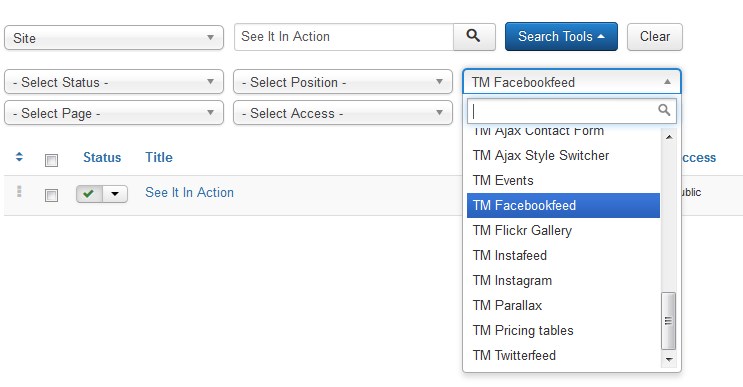 Site
See It In Action
Search Tools
Clear
- Select Status -
- Select Position -
TM Facebookfeed
- Select Page -
- Select Access -
TM Ajax Contact Form
TM Ajax Style Switcher
TM Events
TM Facebookfeed
TM Flickr Gallery
TM Instafeed
TM Instagram
TM Parallax
TM Pricing tables
TM Twitterfeed
Status
Title
ccess
See It In Action
ublic